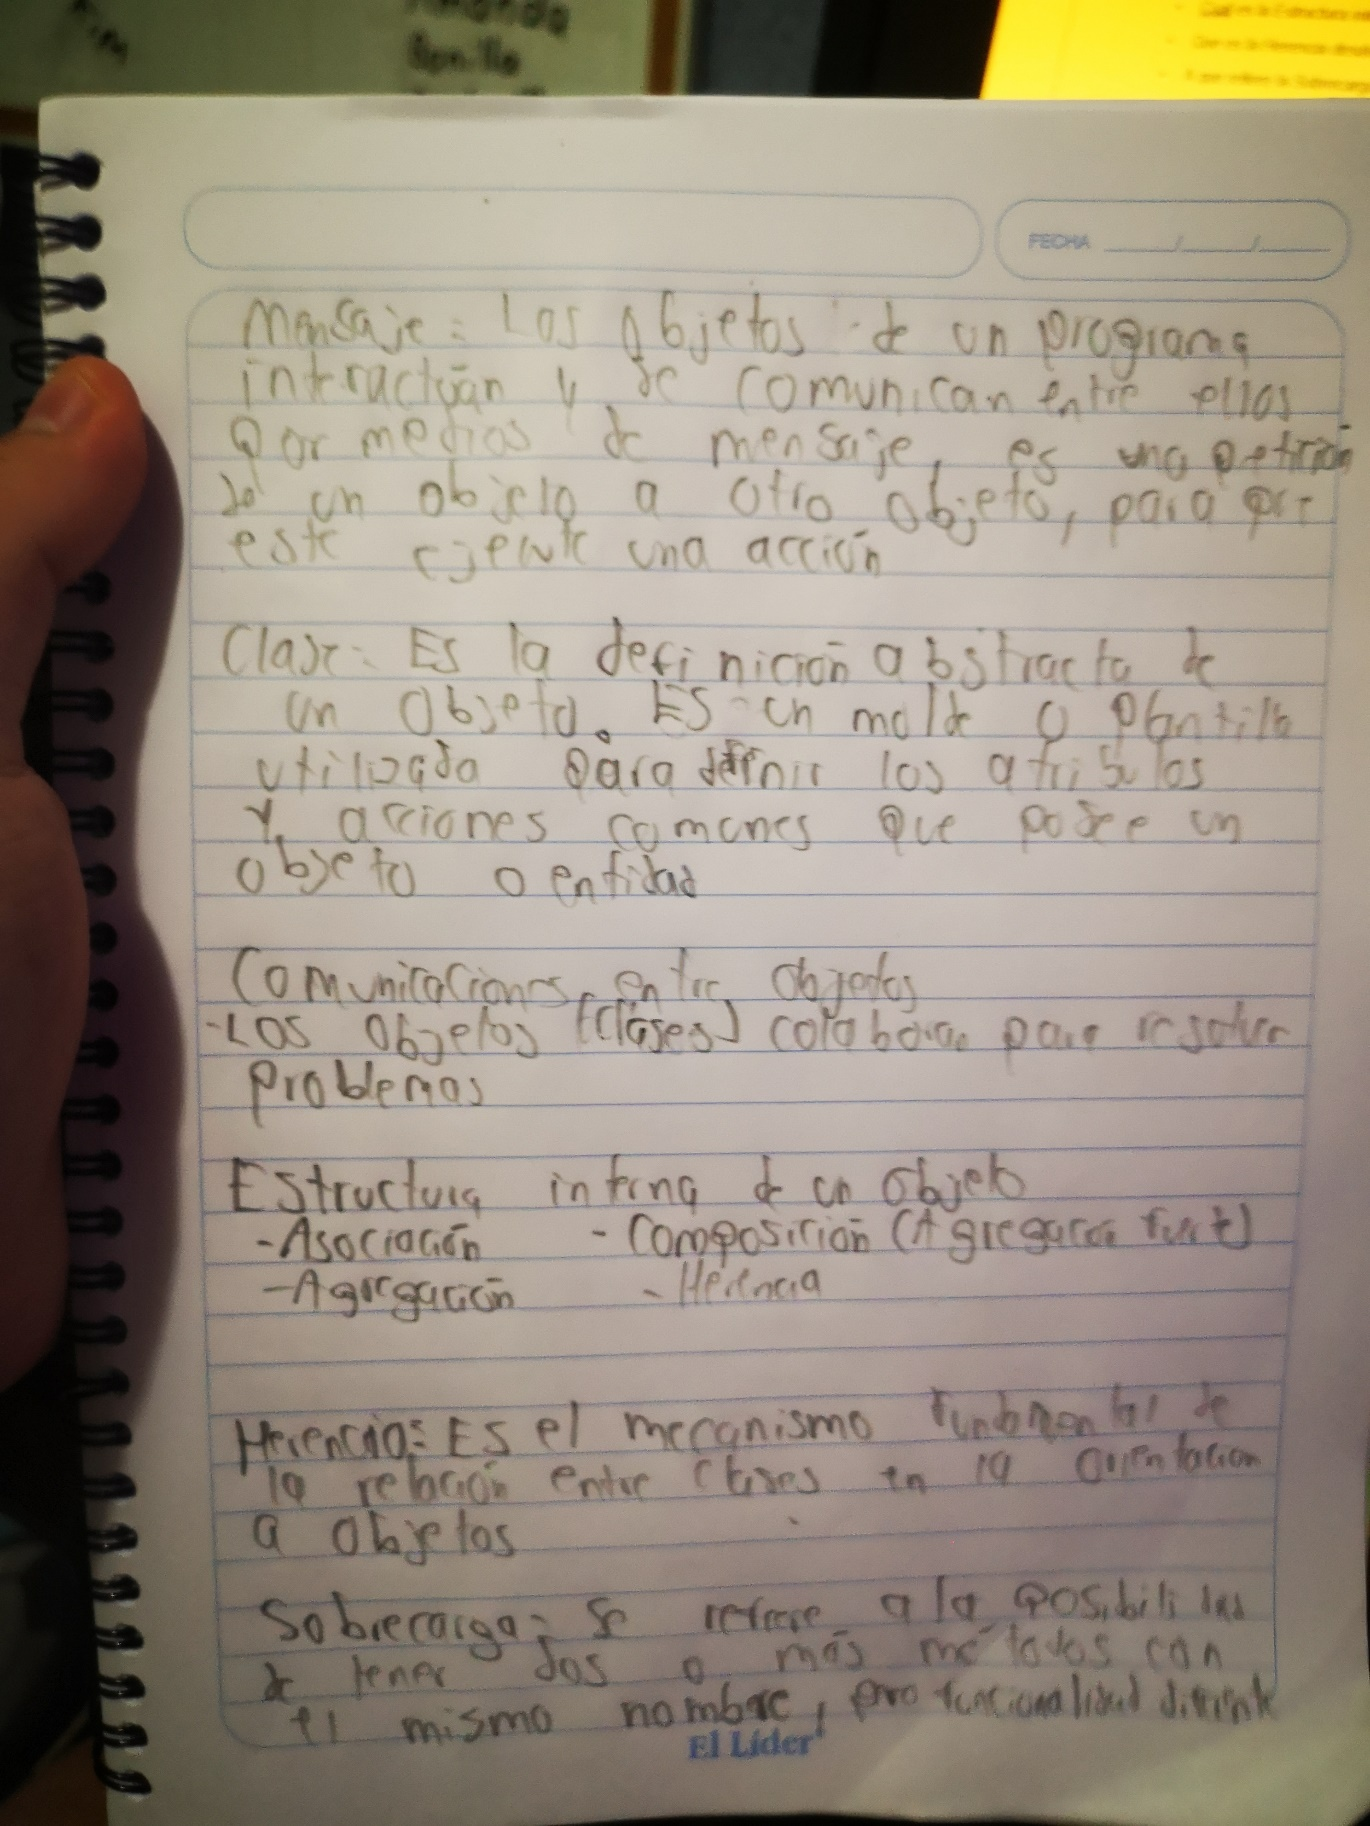 Amanda
Bonilla
FECHA
Mensaje: Los Objetos de un programa
interactúan y se comunican entre ellos
por medios de mensaje, es una petición
de un objeto a otro objeto, para que
este ejecute una acción
Clase: Es la definición abstracta de
un Objeto. Es un molde o plantilla
utilizada para definir los atributos
y acciones comunes que posee un
objeto o entidad
Comunicaciones entre Objetos
-Los Objetos (Clases) colaboran para resolver
problemas
Estructura interna de un Objeto
-Asociación - Composición (Agregación fuerte)
-Agregación - Herencia
Herencia: Es el mecanismo fundamental de
la relación entre clases en la orientación
a objetos
Sobrecarga: Se refiere a la posibilidad
de tener dos o más métodos con
el mismo nombre, pero funcionalidad diferente
El Líder